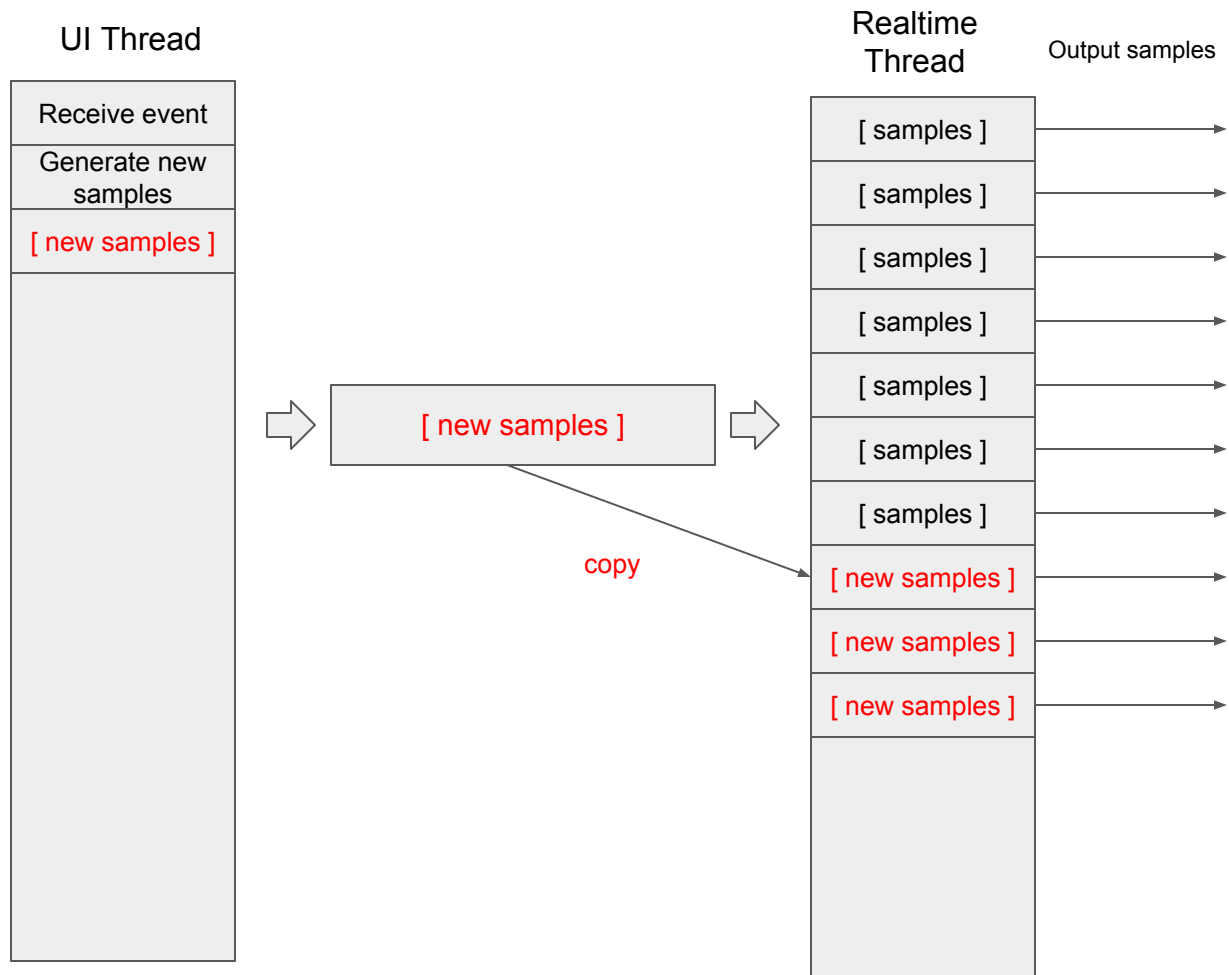 UI Thread
Receive event
Generate new
samples
[ new samples ]
[ new samples ]
copy
Realtime
Thread
[ samples ]
[ samples ]
[ samples ]
[ samples ]
[ samples ]
[ samples ]
[ samples ]
[ new samples ]
[ new samples ]
[ new samples ]
Output samples